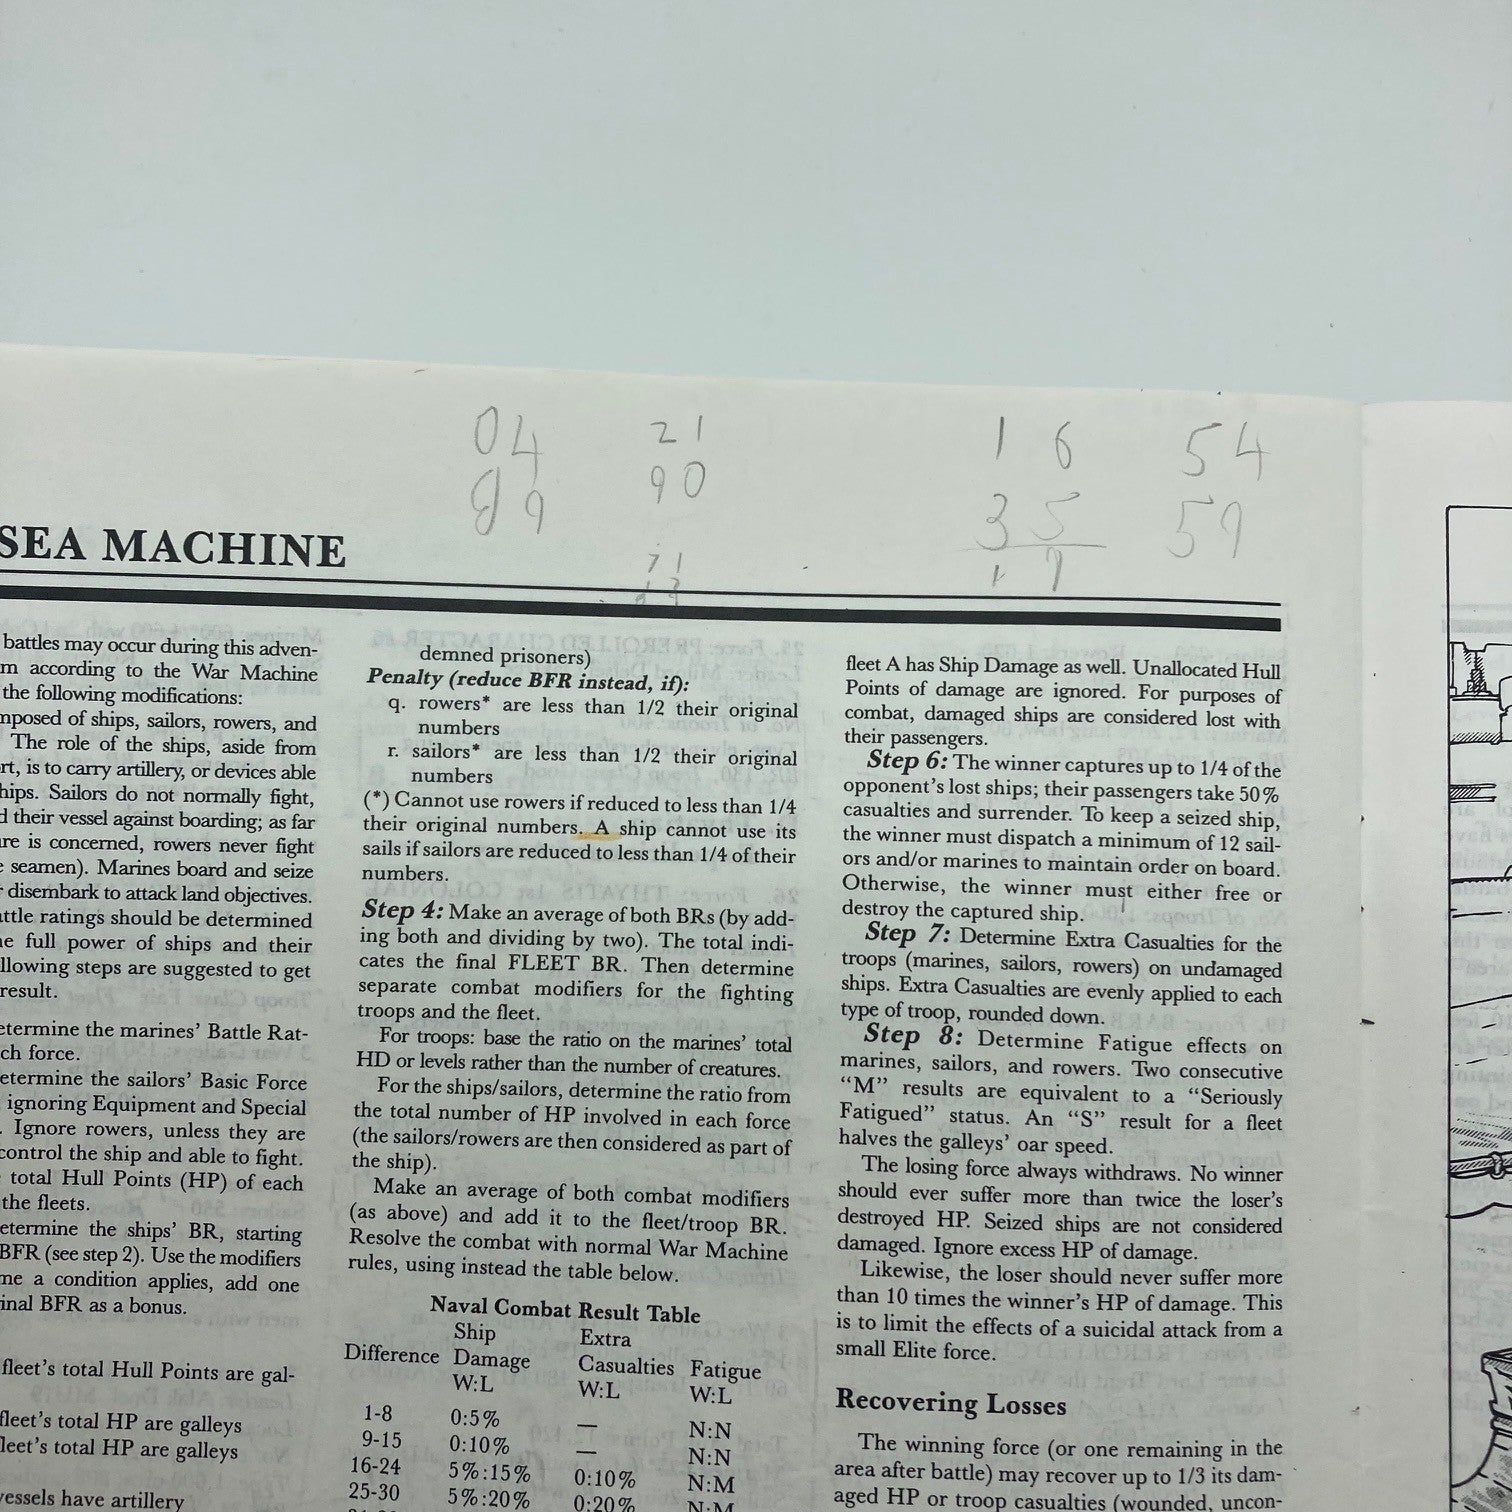 04 21 16 54
99 90 35 59
71 19
SEA MACHINE
battles may occur during this adven-
m according to the War Machine
the following modifications:
mposed of ships, sailors, rowers, and
The role of the ships, aside from
rt, is to carry artillery, or devices able
hips. Sailors do not normally fight,
d their vessel against boarding; as far
are is concerned, rowers never fight
e seamen). Marines board and seize
r disembark to attack land objectives.
attle ratings should be determined
he full power of ships and their
llowing steps are suggested to get
result.
etermine the marines' Battle Rat-
ch force.
etermine the sailors' Basic Force
ignoring Equipment and Special
. Ignore rowers, unless they are
control the ship and able to fight.
total Hull Points (HP) of each
the fleets.
etermine the ships' BR, starting
BFR (see step 2). Use the modifiers
me a condition applies, add one
inal BFR as a bonus.
fleet's total Hull Points are gal-
fleet's total HP are galleys
leet's total HP are galleys
vessels have artillery
demned prisoners)
Penalty (reduce BFR instead, if):
q. rowers* are less than 1/2 their original
numbers
r. sailors* are less than 1/2 their original
numbers
(*) Cannot use rowers if reduced to less than 1/4
their original numbers. A ship cannot use its
sails if sailors are reduced to less than 1/4 of their
numbers.
Step 4: Make an average of both BRs (by add-
ing both and dividing by two). The total indi-
cates the final FLEET BR. Then determine
separate combat modifiers for the fighting
troops and the fleet.
For troops: base the ratio on the marines' total
HD or levels rather than the number of creatures.
For the ships/sailors, determine the ratio from
the total number of HP involved in each force
(the sailors/rowers are then considered as part of
the ship).
Make an average of both combat modifiers
(as above) and add it to the fleet/troop BR.
Resolve the combat with normal War Machine
rules, using instead the table below.
Naval Combat Result Table
Ship Extra
Difference Damage Casualties Fatigue
W:L W:L W:L
1-8 0:5% — N:N
9-15 0:10% — N:N
16-24 5%:15% 0:10% N:M
25-30 5%:20% 0:20% N:M
fleet A has Ship Damage as well. Unallocated Hull
Points of damage are ignored. For purposes of
combat, damaged ships are considered lost with
their passengers.
Step 6: The winner captures up to 1/4 of the
opponent's lost ships; their passengers take 50%
casualties and surrender. To keep a seized ship,
the winner must dispatch a minimum of 12 sail-
ors and/or marines to maintain order on board.
Otherwise, the winner must either free or
destroy the captured ship.
Step 7: Determine Extra Casualties for the
troops (marines, sailors, rowers) on undamaged
ships. Extra Casualties are evenly applied to each
type of troop, rounded down.
Step 8: Determine Fatigue effects on
marines, sailors, and rowers. Two consecutive
"M" results are equivalent to a "Seriously
Fatigued" status. An "S" result for a fleet
halves the galleys' oar speed.
The losing force always withdraws. No winner
should ever suffer more than twice the loser's
destroyed HP. Seized ships are not considered
damaged. Ignore excess HP of damage.
Likewise, the loser should never suffer more
than 10 times the winner's HP of damage. This
is to limit the effects of a suicidal attack from a
small Elite force.
Recovering Losses
The winning force (or one remaining in the
area after battle) may recover up to 1/3 its dam-
aged HP or troop casualties (wounded, uncon-